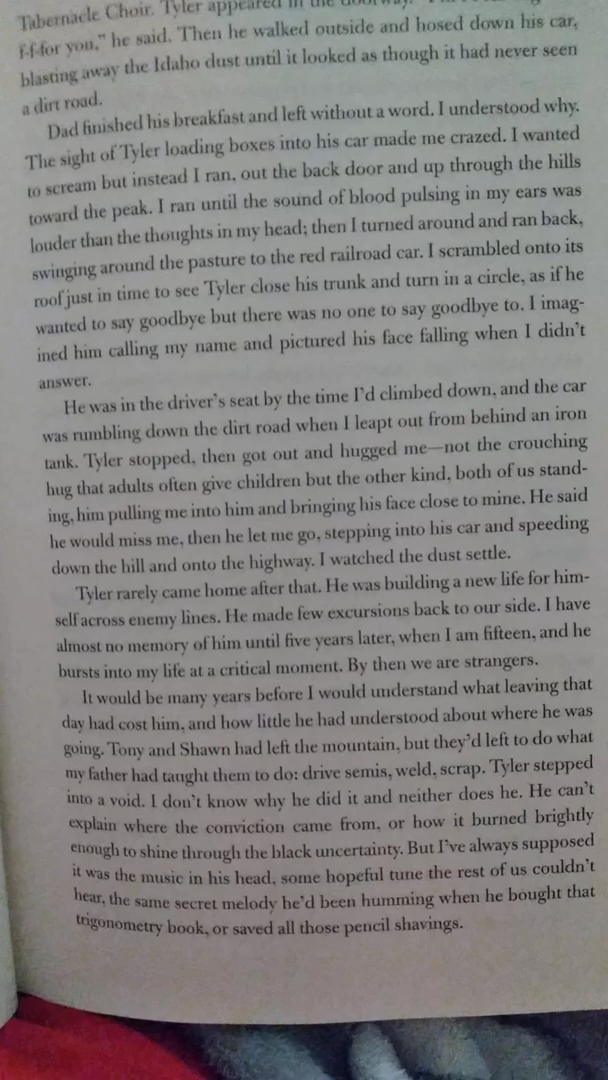 Tabernacle Choir. Tyler appeared in the doorway.
f-f-for you," he said. Then he walked outside and hosed down his car,
blasting away the Idaho dust until it looked as though it had never seen
a dirt road.
Dad finished his breakfast and left without a word. I understood why.
The sight of Tyler loading boxes into his car made me crazed. I wanted
to scream but instead I ran, out the back door and up through the hills
toward the peak. I ran until the sound of blood pulsing in my ears was
louder than the thoughts in my head; then I turned around and ran back,
swinging around the pasture to the red railroad car. I scrambled onto its
roof just in time to see Tyler close his trunk and turn in a circle, as if he
wanted to say goodbye but there was no one to say goodbye to. I imag-
ined him calling my name and pictured his face falling when I didn't
answer.
He was in the driver's seat by the time I'd climbed down, and the car
was rumbling down the dirt road when I leapt out from behind an iron
tank. Tyler stopped, then got out and hugged me—not the crouching
hug that adults often give children but the other kind, both of us stand-
ing, him pulling me into him and bringing his face close to mine. He said
he would miss me, then he let me go, stepping into his car and speeding
down the hill and onto the highway. I watched the dust settle.
Tyler rarely came home after that. He was building a new life for him-
self across enemy lines. He made few excursions back to our side. I have
almost no memory of him until five years later, when I am fifteen, and he
bursts into my life at a critical moment. By then we are strangers.
It would be many years before I would understand what leaving that
day had cost him, and how little he had understood about where he was
going. Tony and Shawn had left the mountain, but they'd left to do what
my father had taught them to do: drive semis, weld, scrap. Tyler stepped
into a void. I don't know why he did it and neither does he. He can't
explain where the conviction came from, or how it burned brightly
enough to shine through the black uncertainty. But I've always supposed
it was the music in his head, some hopeful tune the rest of us couldn't
hear, the same secret melody he'd been humming when he bought that
trigonometry book, or saved all those pencil shavings.